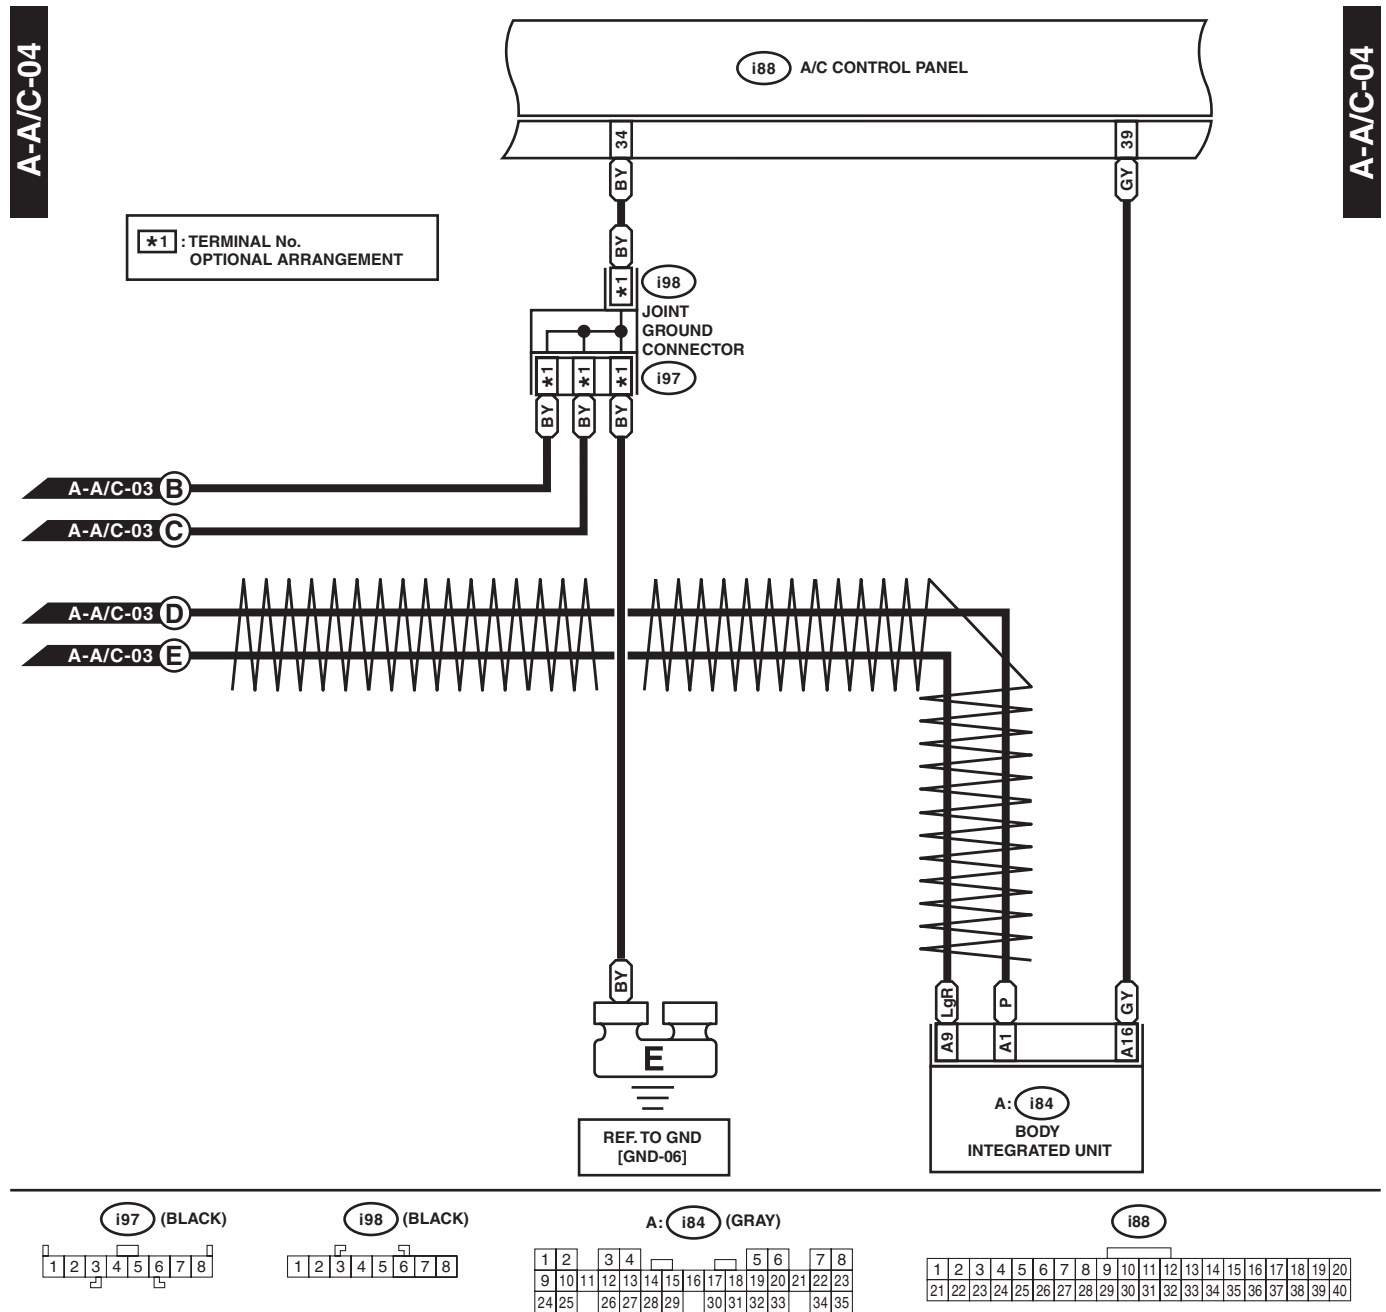 A-A/C-04
A-A/C-04
i88 A/C CONTROL PANEL
34
39
BY
GY
*1 : TERMINAL No.
OPTIONAL ARRANGEMENT
BY
*1
i98
JOINT
GROUND
CONNECTOR
*1 *1 *1
i97
BY BY BY
A-A/C-03 B
A-A/C-03 C
A-A/C-03 D
A-A/C-03 E
BY
LgR P GY
E
A9 A1 A16
A: i84
BODY
INTEGRATED UNIT
REF. TO GND
[GND-06]
i97 (BLACK)
1 2 3 4 5 6 7 8
i98 (BLACK)
1 2 3 4 5 6 7 8
A: i84 (GRAY)
1 2 3 4 5 6 7 8
9 10 11 12 13 14 15 16 17 18 19 20 21 22 23
24 25 26 27 28 29 30 31 32 33 34 35
i88
1 2 3 4 5 6 7 8 9 10 11 12 13 14 15 16 17 18 19 20
21 22 23 24 25 26 27 28 29 30 31 32 33 34 35 36 37 38 39 40